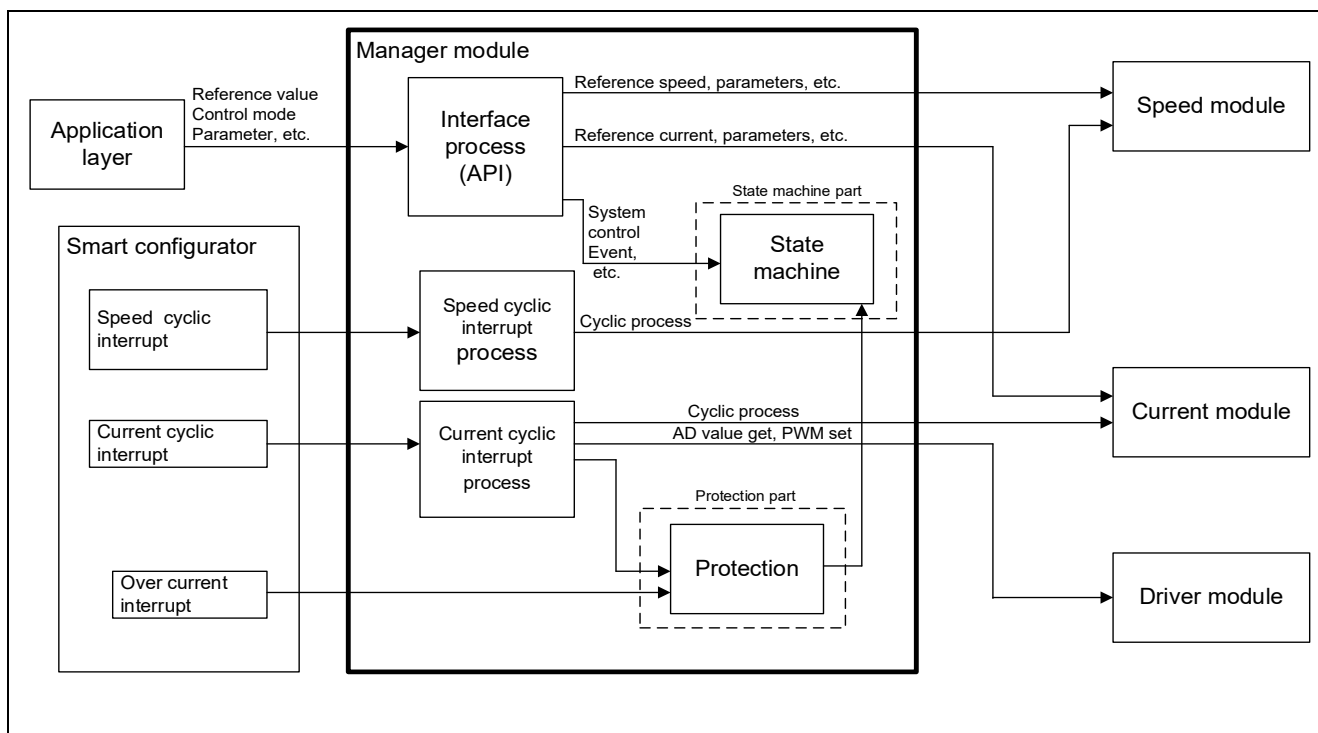 Manager module
Reference value
Control mode
Parameter, etc.
Application
layer
Interface
process
(API)
Reference speed, parameters, etc.
Reference current, parameters, etc.
Speed module
State machine part
System
control
Event,
etc.
State
machine
Smart configurator
Speed cyclic
interrupt
Speed cyclic
interrupt
process
Cyclic process
Current cyclic
interrupt
Current cyclic
interrupt
process
Cyclic process
AD value get, PWM set
Current module
Protection part
Protection
Over current
interrupt
Driver module